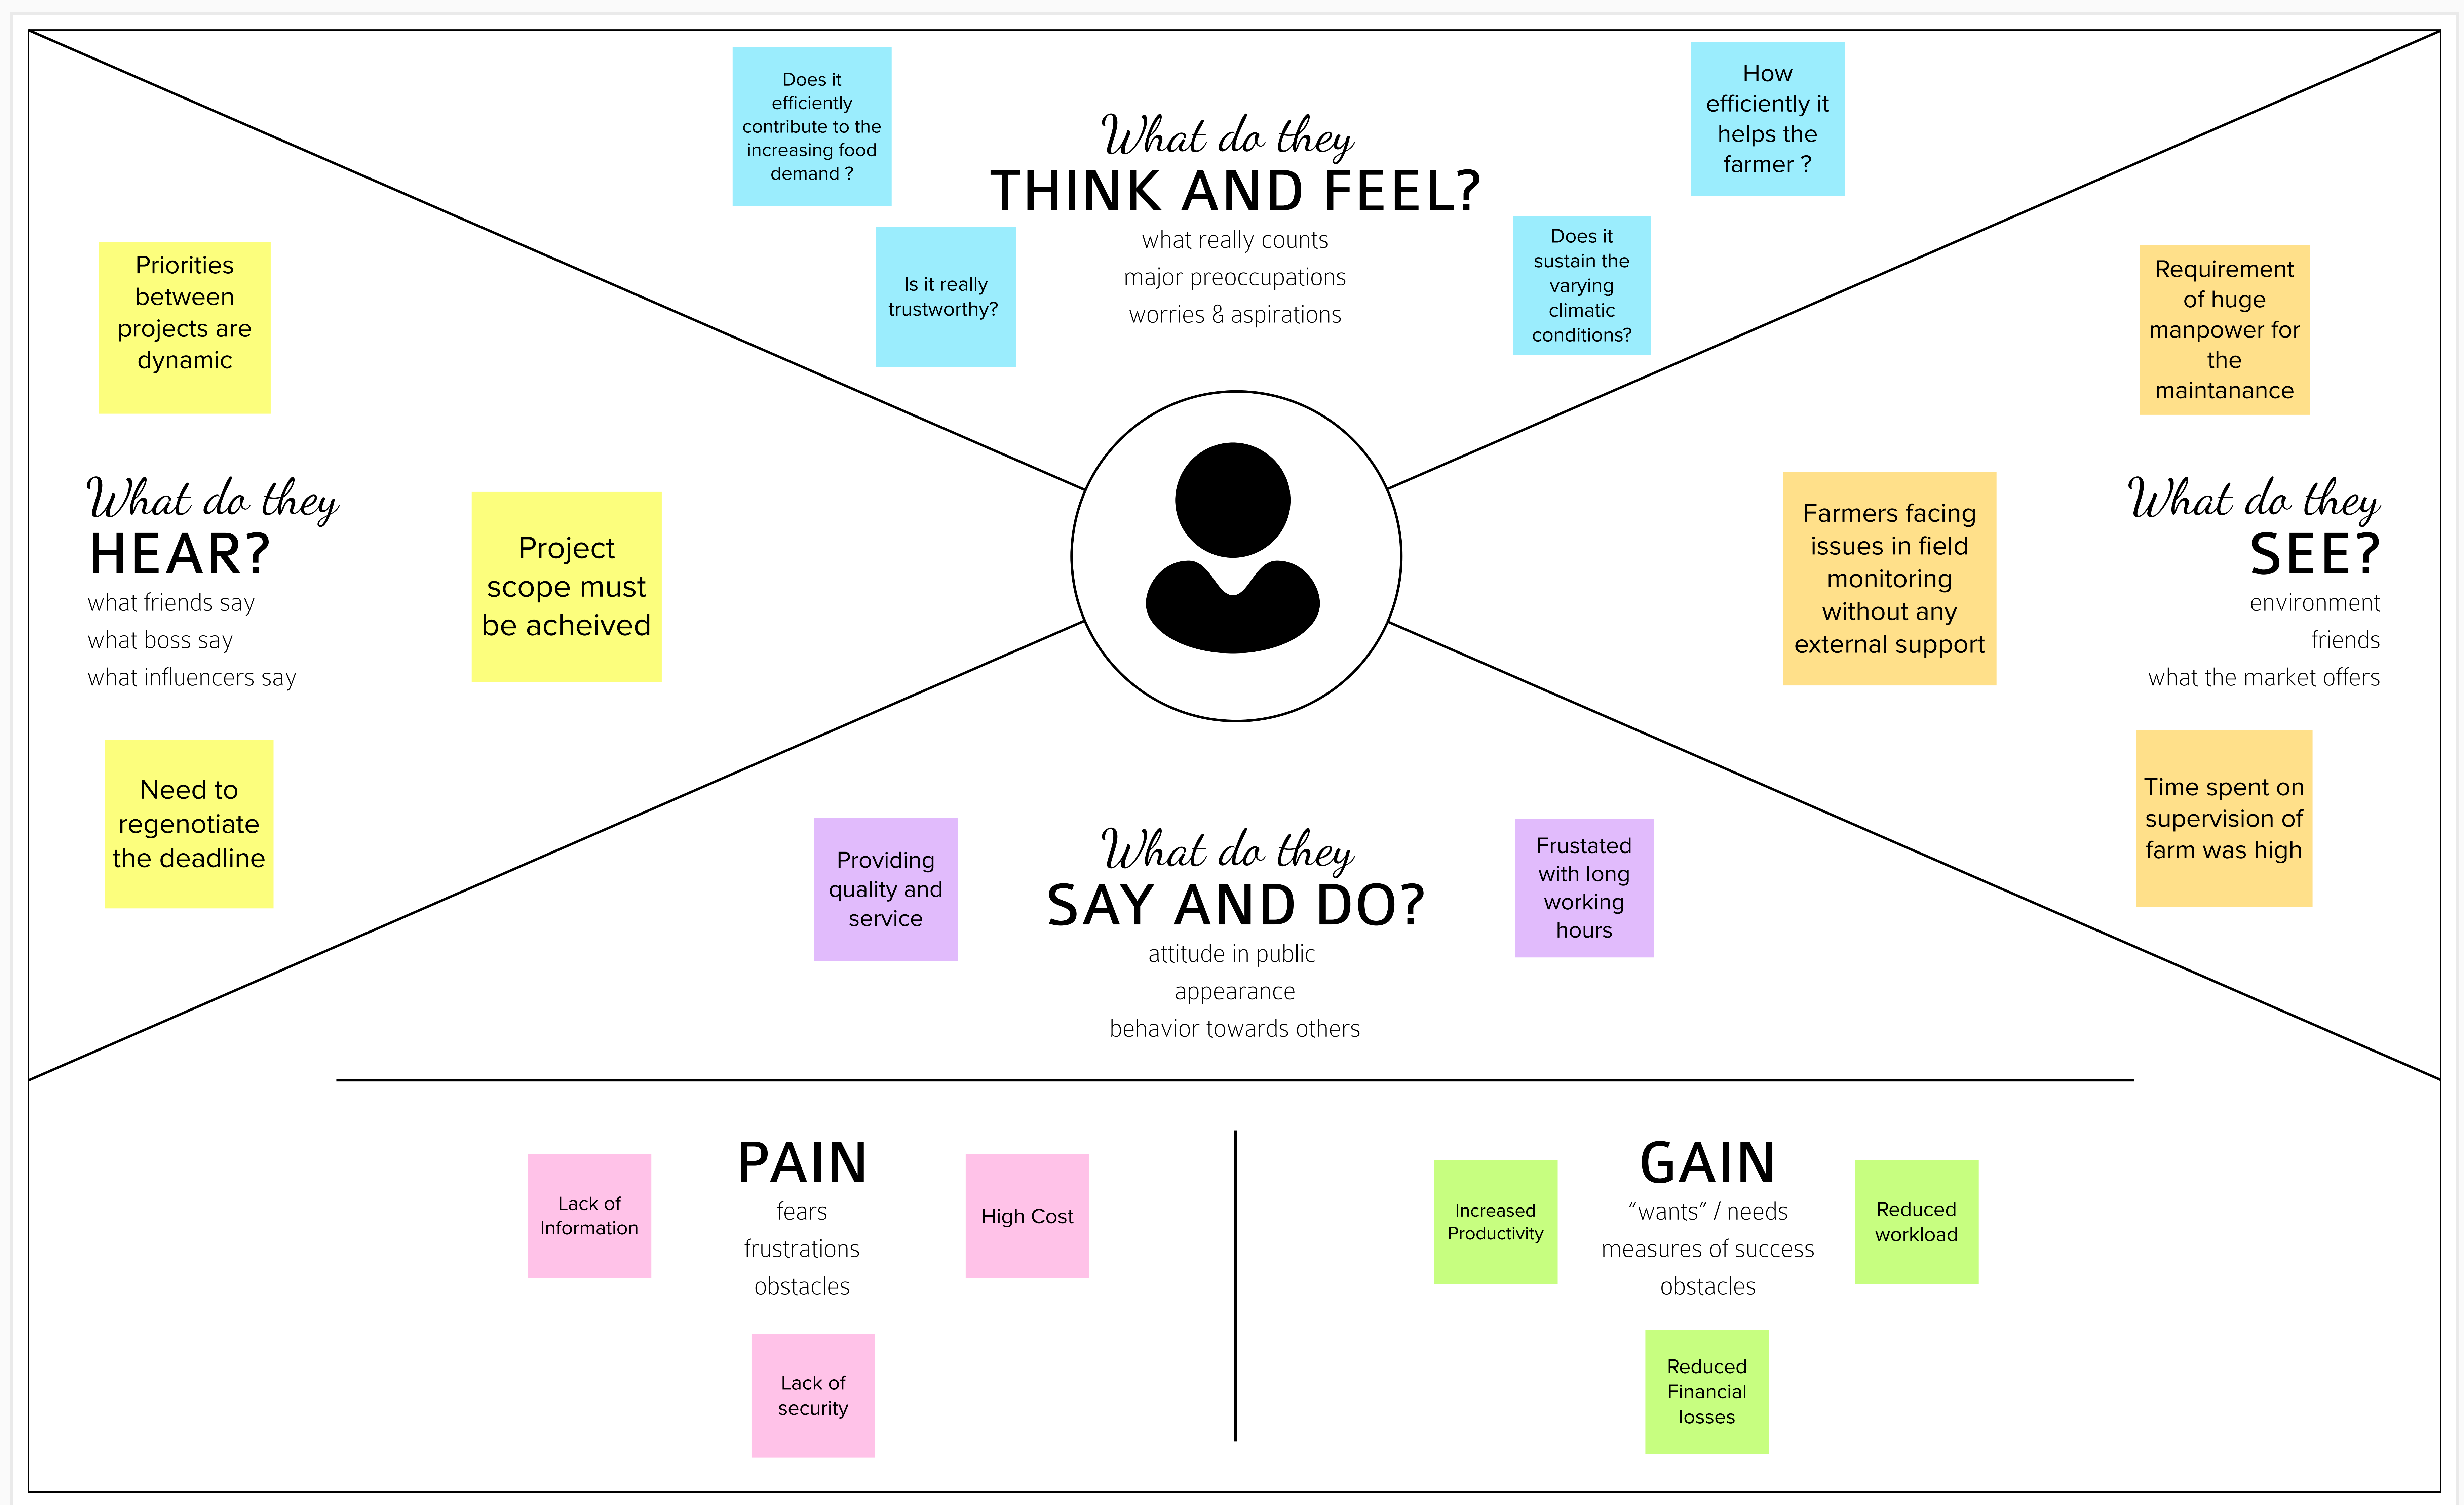 Does it
efficiently
contribute to the
increasing food
demand ?
Is it really
trustworthy?
What do they
THINK AND FEEL?
what really counts
major preoccupations
worries & aspirations
How
efficiently it
helps the
farmer ?
Does it
sustain the
varying
climatic
conditions?
Priorities
between
projects are
dynamic
What do they
HEAR?
what friends say
what boss say
what influencers say
Project
scope must
be acheived
Need to
regenotiate
the deadline
Requirement
of huge
manpower for
the
maintanance
Farmers facing
issues in field
monitoring
without any
external support
What do they
SEE?
environment
friends
what the market offers
Time spent on
supervision of
farm was high
Providing
quality and
service
What do they
SAY AND DO?
attitude in public
appearance
behavior towards others
Frustated
with long
working
hours
Lack of
Information
PAIN
fears
frustrations
obstacles
High Cost
Lack of
security
Increased
Productivity
GAIN
“wants” / needs
measures of success
obstacles
Reduced
workload
Reduced
Financial
losses